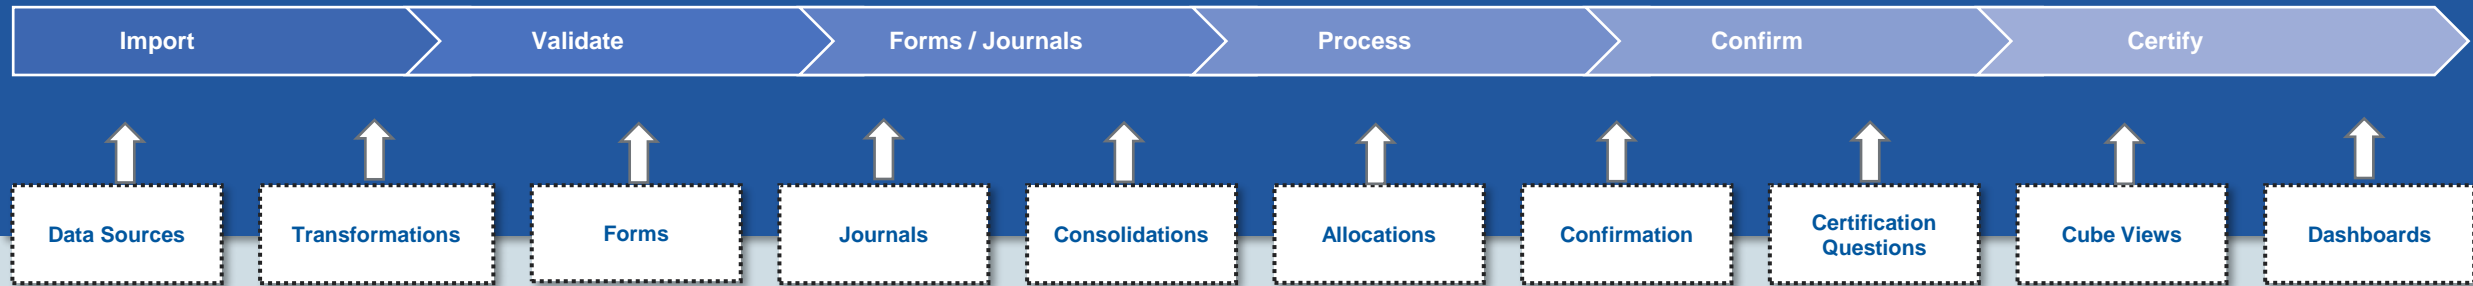 Import
Validate
Forms / Journals
Process
Confirm
Certify
Data Sources
Transformations
Forms
Journals
Consolidations
Allocations
Confirmation
Certification
Questions
Cube Views
Dashboards